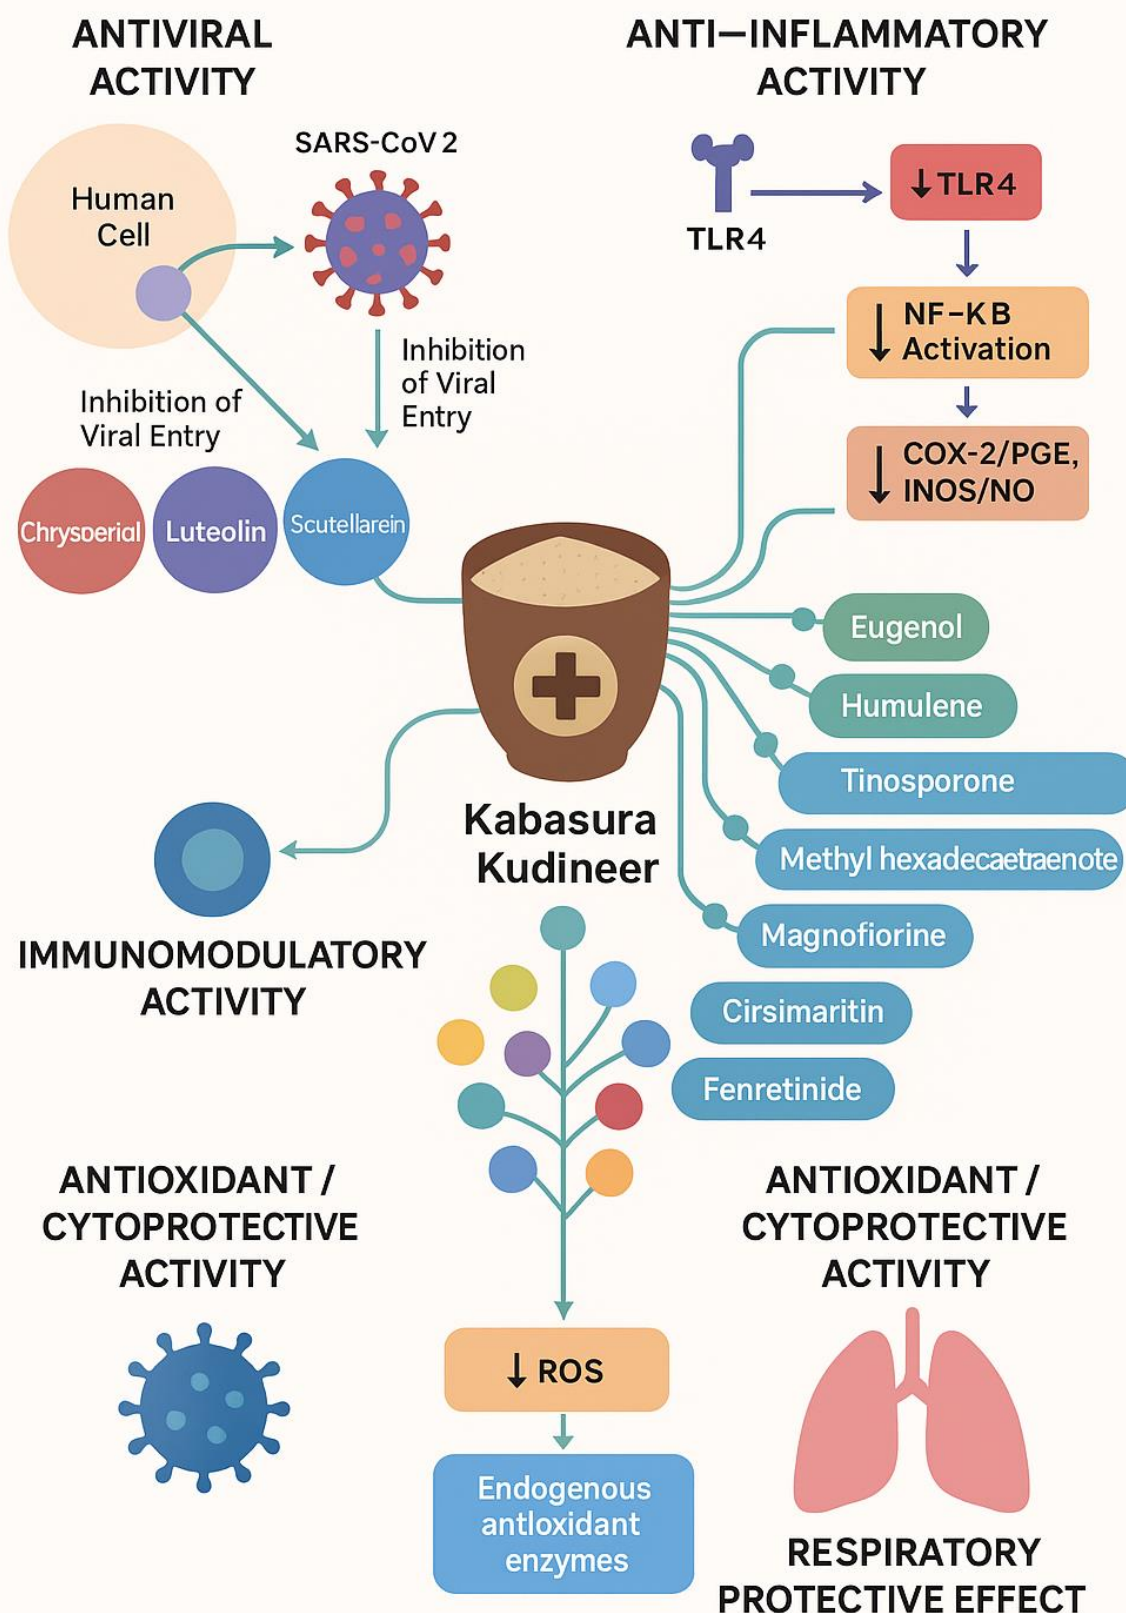 ANTIVIRAL
ACTIVITY
ANTI–INFLAMMATORY
ACTIVITY
Human
Cell
SARS-CoV 2
Inhibition of
Viral Entry
Inhibition
of Viral
Entry
Chrysoerial
Luteolin
Scutellarein
TLR4
↓ TLR4
↓ NF–KB
Activation
↓ COX-2/PGE,
INOS/NO
Eugenol
Humulene
Tinosporone
Methyl hexadecaetraenote
Magnofiorine
Cirsimaritin
Fenretinide
Kabasura
Kudineer
IMMUNOMODULATORY
ACTIVITY
ANTIOXIDANT /
CYTOPROTECTIVE
ACTIVITY
↓ ROS
Endogenous
antloxidant
enzymes
ANTIOXIDANT /
CYTOPROTECTIVE
ACTIVITY
RESPIRATORY
PROTECTIVE EFFECT